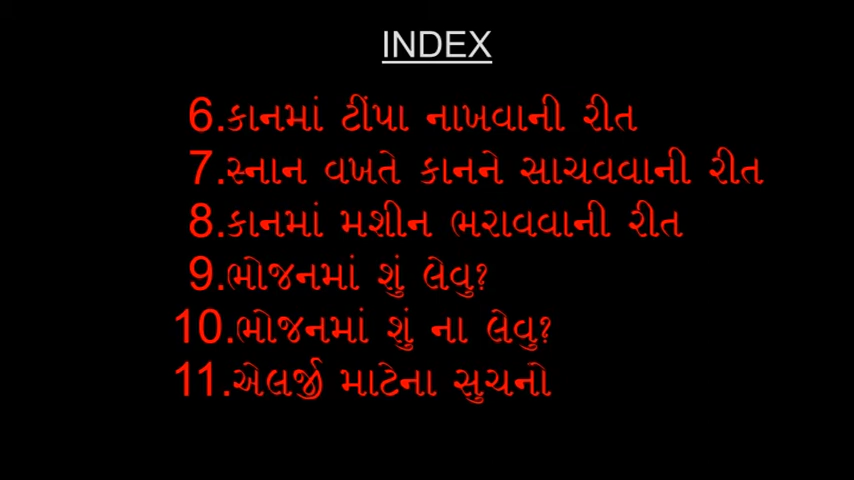 INDEX
6.કાનમાં ટીંપા નાખવાની રીત
7.સ્નાન વખતે કાનને સાચવવાની રીત
8.કાનમાં મશીન ભરાવવાની રીત
9.ભોજનમાં શું લેવુ?
10.ભોજનમાં શું ના લેવુ?
11.એલર્જી માટેના સુચનો